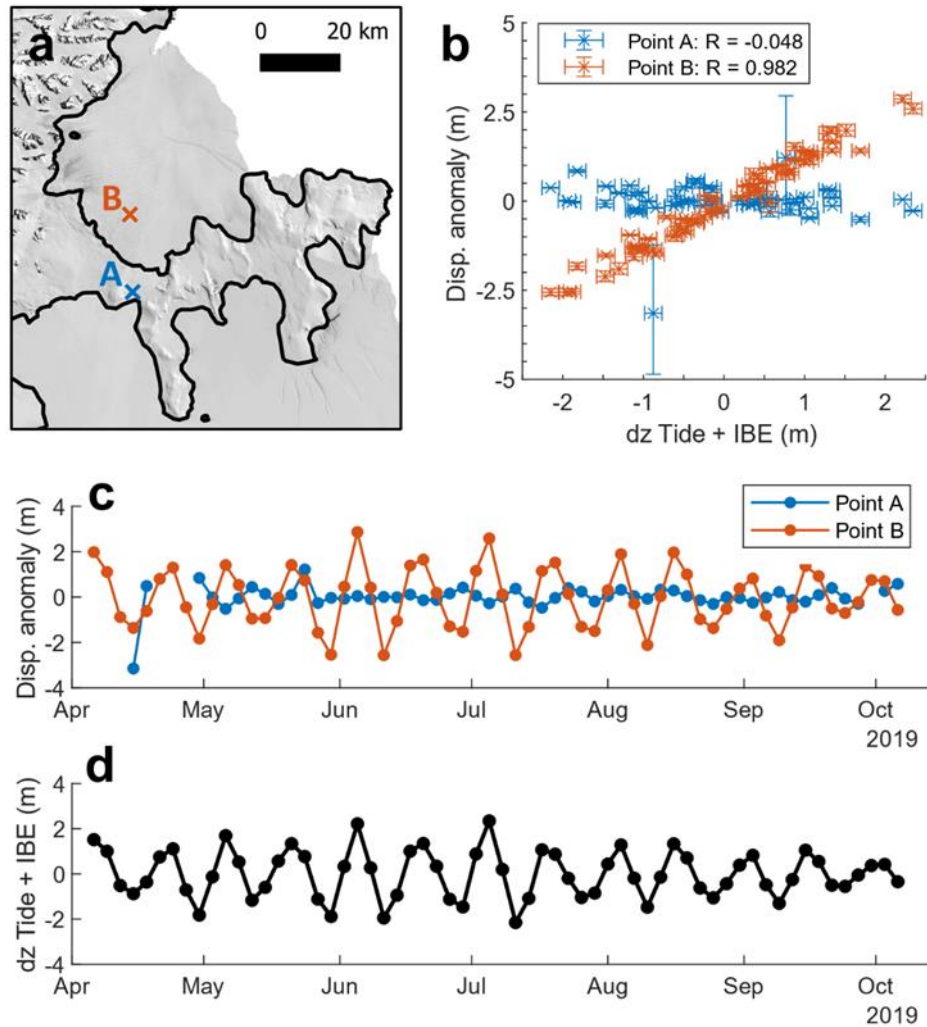 a
20 km
B
A
b
Point A: R = -0.048
Point B: R = 0.982
Disp. anomaly (m)
5
2.5
0
-2.5
-5
-2 -1 0 1 2
dz Tide + IBE (m)
c
Point A
Point B
Disp. anomaly (m)
4
2
0
-2
-4
Apr May Jun Jul Aug Sep Oct
2019
d
dz Tide + IBE (m)
4
2
0
-2
-4
Apr May Jun Jul Aug Sep Oct
2019